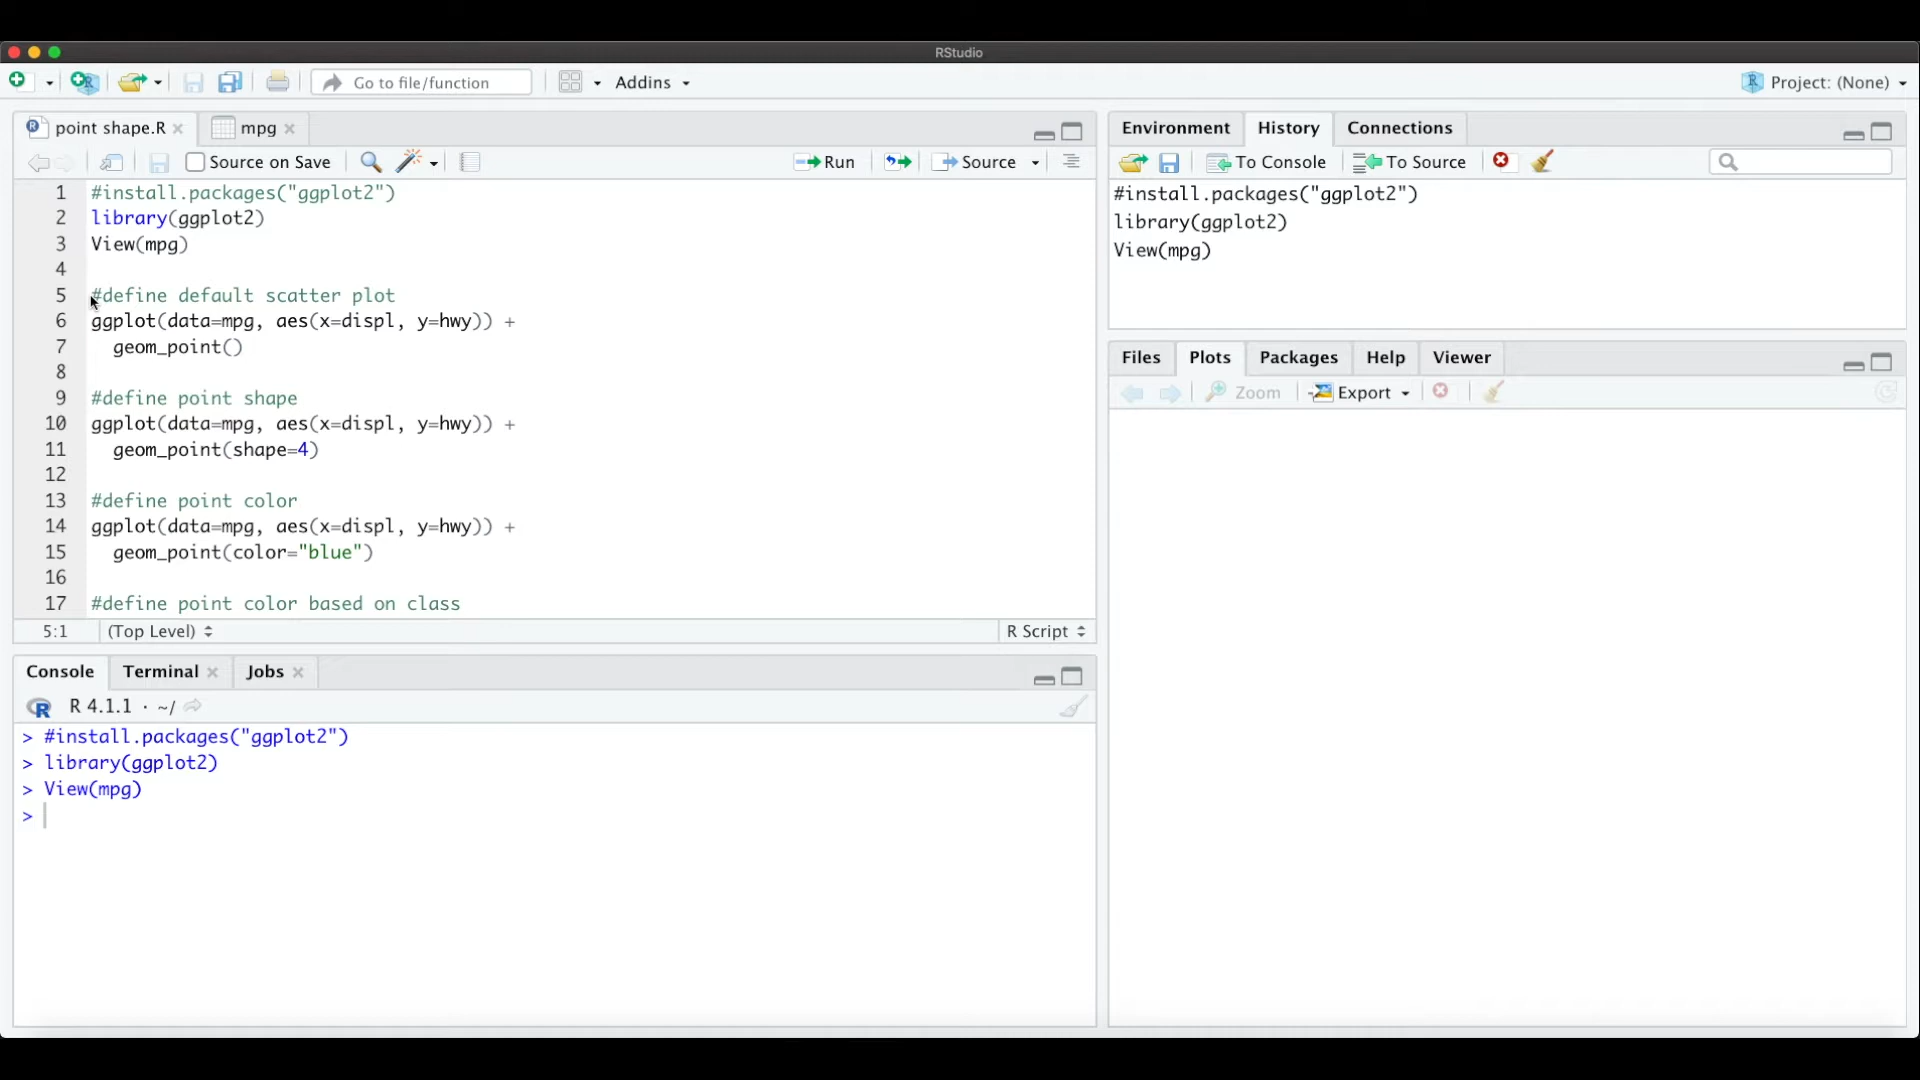 RStudio
Go to file/function
Addins
Project: (None)
point shape.R
mpg
Source on Save
Run
Source
1 #install.packages("ggplot2")
2 library(ggplot2)
3 View(mpg)
4
5 #define default scatter plot
6 ggplot(data=mpg, aes(x=displ, y=hwy)) +
7 geom_point()
8
9 #define point shape
10 ggplot(data=mpg, aes(x=displ, y=hwy)) +
11 geom_point(shape=4)
12
13 #define point color
14 ggplot(data=mpg, aes(x=displ, y=hwy)) +
15 geom_point(color="blue")
16
17 #define point color based on class
5:1 (Top Level) R Script
Console Terminal Jobs
R 4.1.1 · ~/
> #install.packages("ggplot2")
> library(ggplot2)
> View(mpg)
>
Environment History Connections
To Console To Source
#install.packages("ggplot2")
library(ggplot2)
View(mpg)
Files Plots Packages Help Viewer
Zoom Export